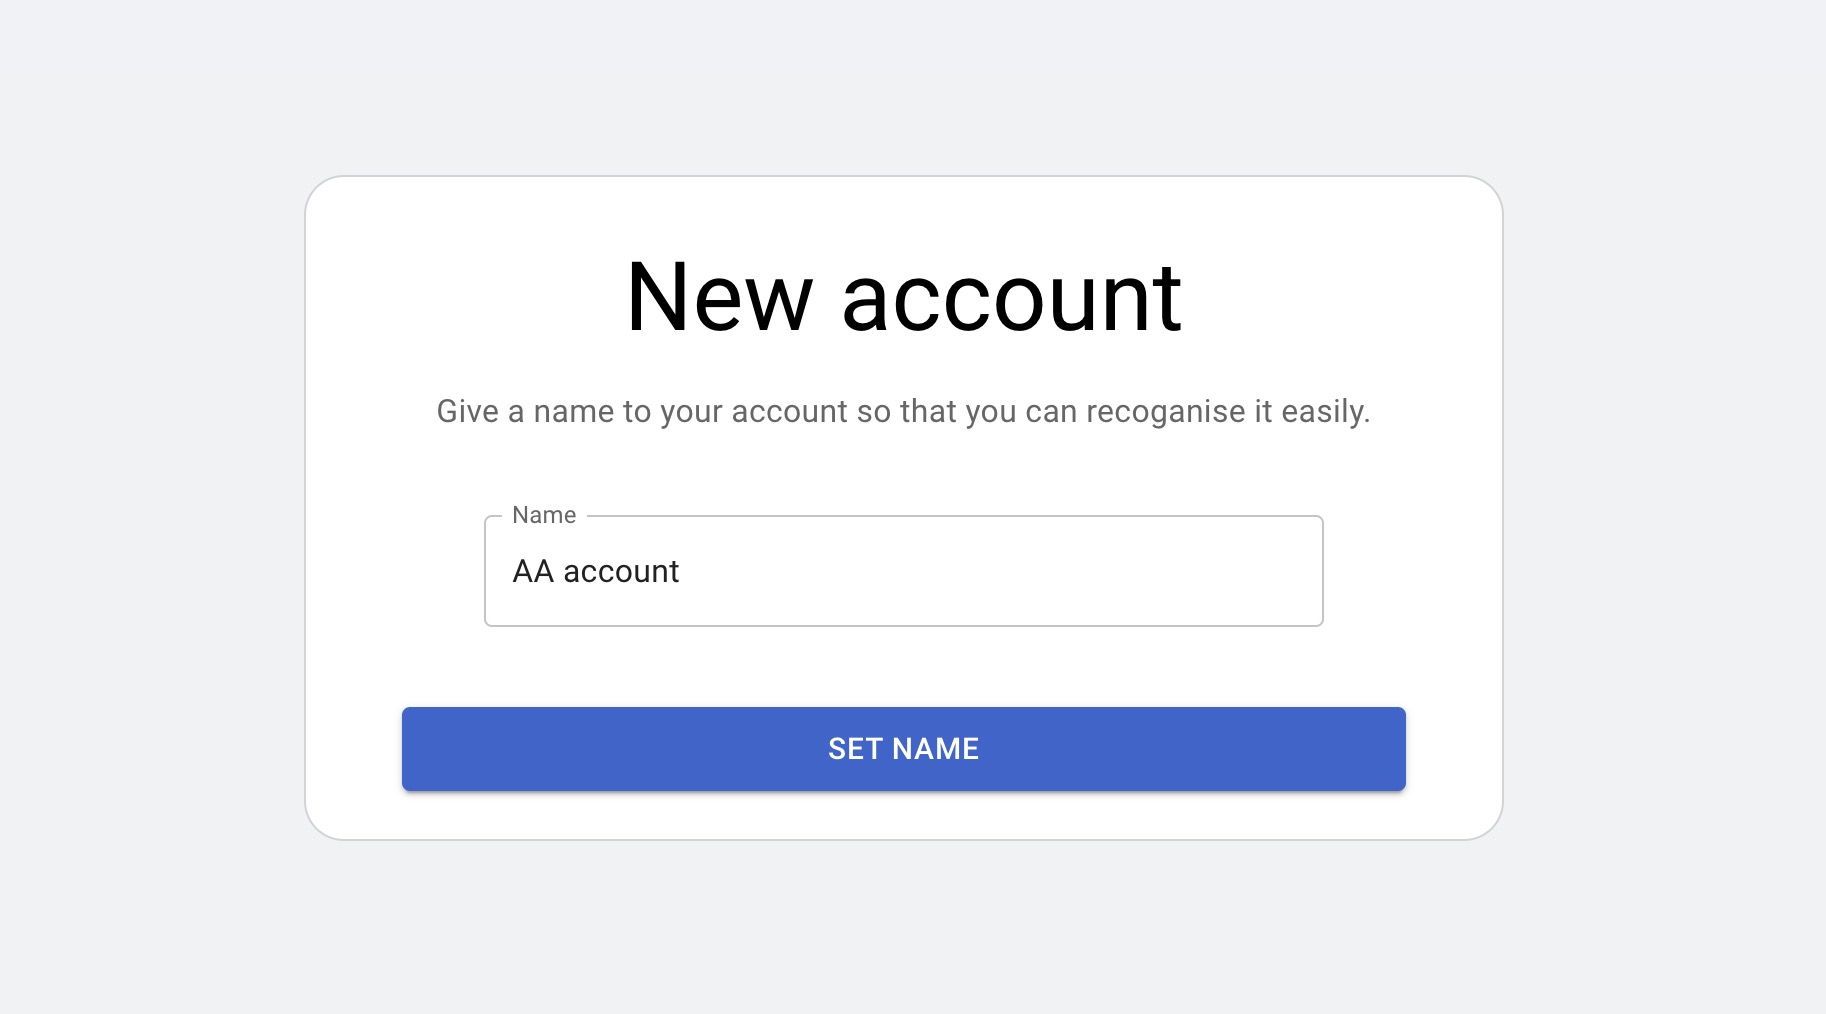 New account
Give a name to your account so that you can recoganise it easily.
Name
AA account
SET NAME